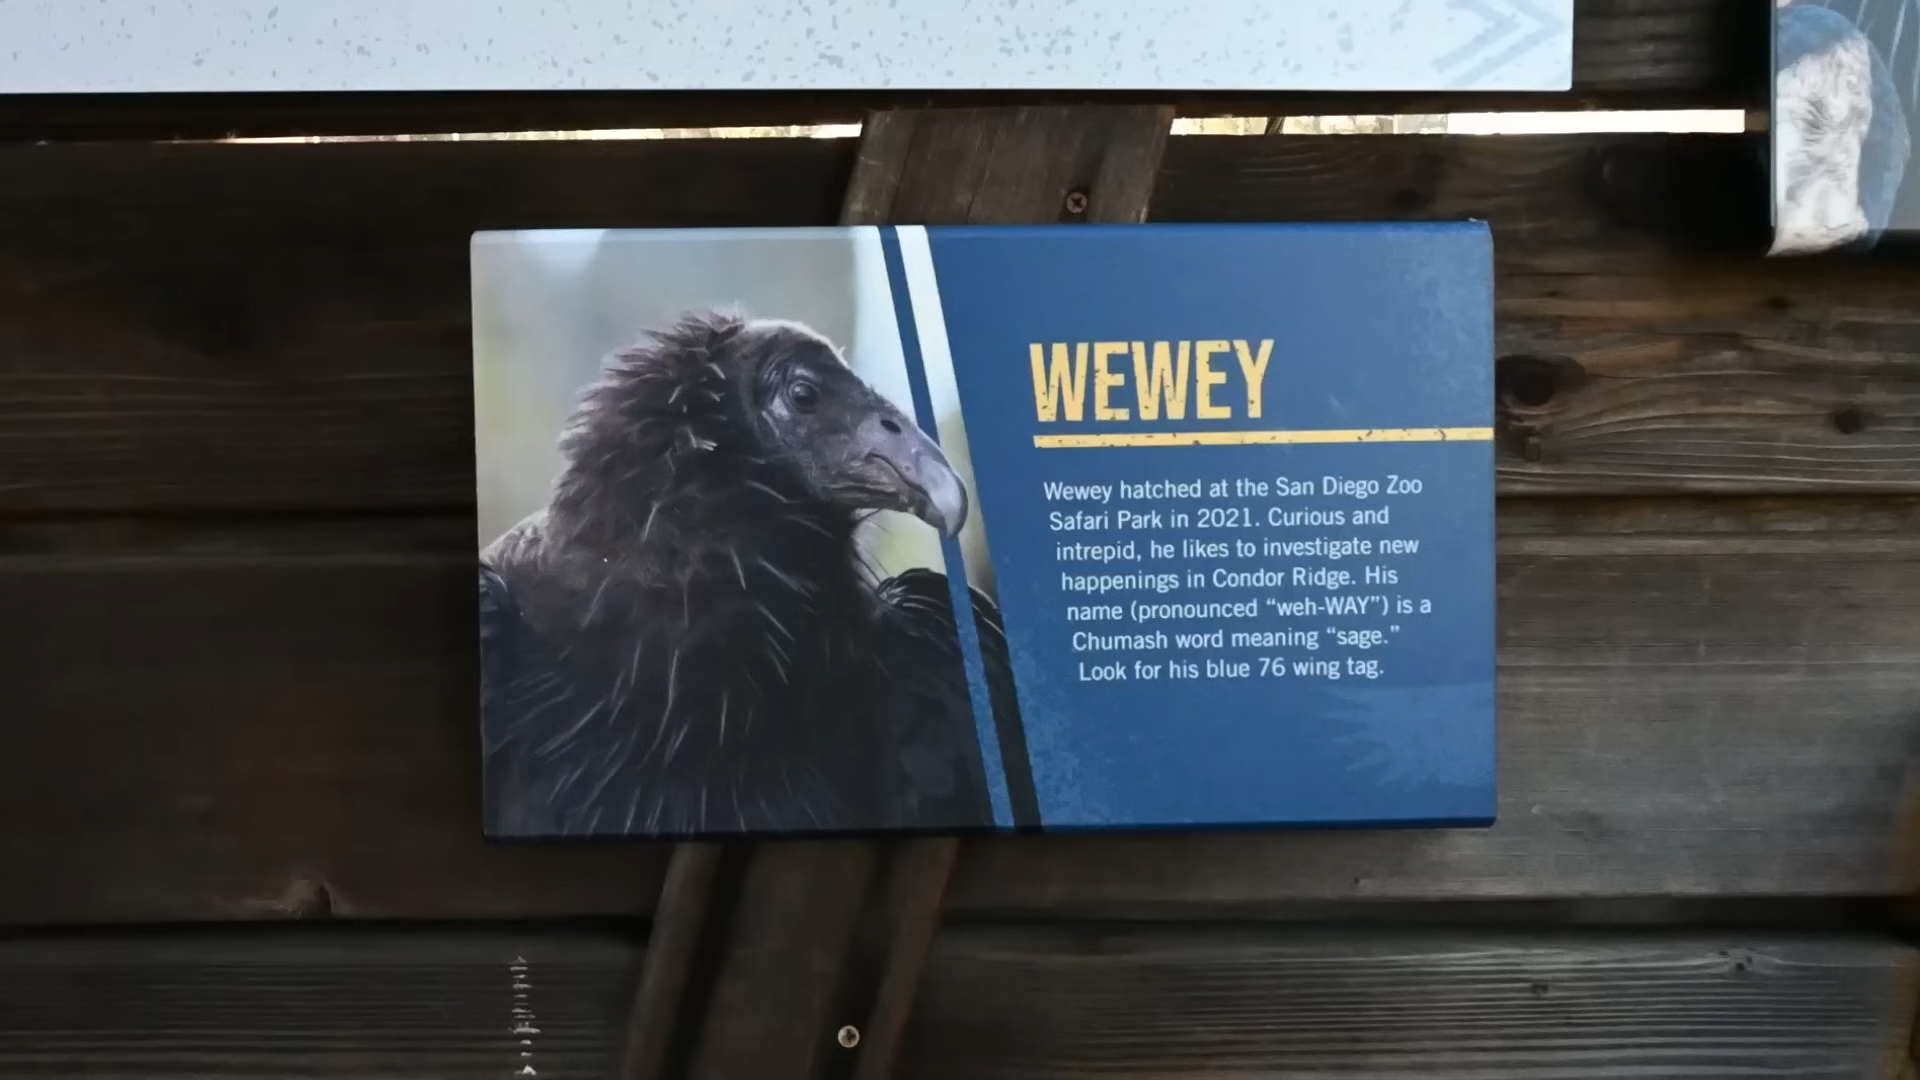 WEWEY
Wewey hatched at the San Diego Zoo
Safari Park in 2021. Curious and
intrepid, he likes to investigate new
happenings in Condor Ridge. His
name (pronounced “weh-WAY”) is a
Chumash word meaning “sage.”
Look for his blue 76 wing tag.